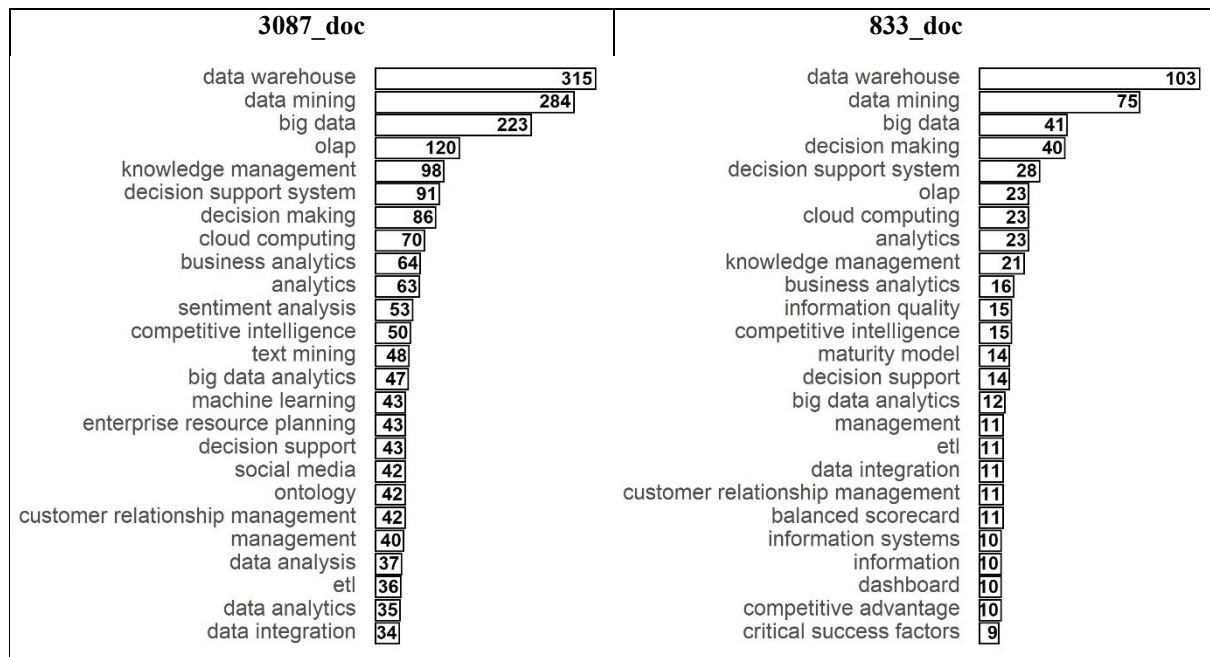 3087_doc
data warehouse 315
data mining 284
big data 223
olap 120
knowledge management 98
decision support system 91
decision making 86
cloud computing 70
business analytics 64
analytics 63
sentiment analysis 53
competitive intelligence 50
text mining 48
big data analytics 47
machine learning 43
enterprise resource planning 43
decision support 43
social media 42
ontology 42
customer relationship management 42
management 40
data analysis 37
etl 36
data analytics 35
data integration 34
833_doc
data warehouse 103
data mining 75
big data 41
decision making 40
decision support system 28
olap 23
cloud computing 23
analytics 23
knowledge management 21
business analytics 16
information quality 15
competitive intelligence 15
maturity model 14
decision support 14
big data analytics 12
management 11
etl 11
data integration 11
customer relationship management 11
balanced scorecard 11
information systems 10
information 10
dashboard 10
competitive advantage 10
critical success factors 9